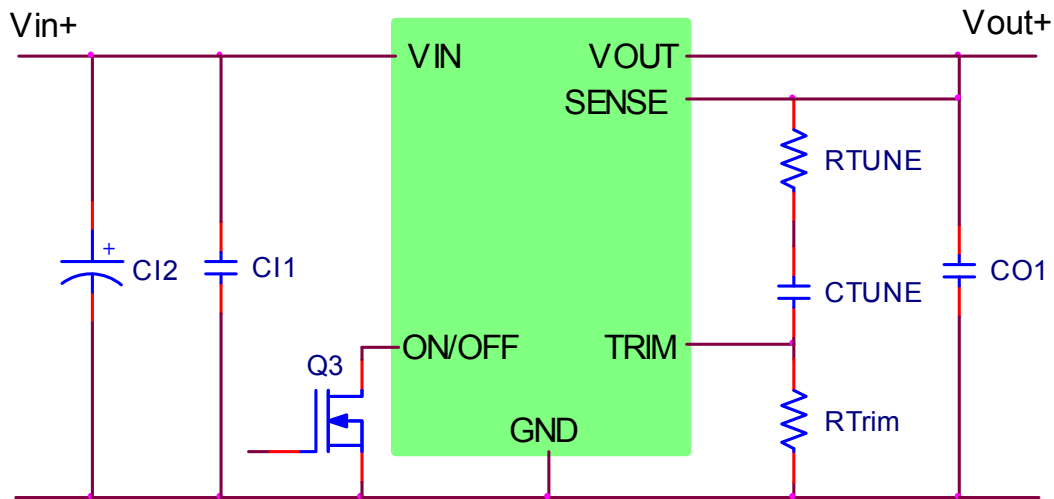 Vin+
Vout+
VIN
VOUT
SENSE
RTUNE
+
CI2
CI1
CTUNE
CO1
ON/OFF
TRIM
Q3
RTrim
GND